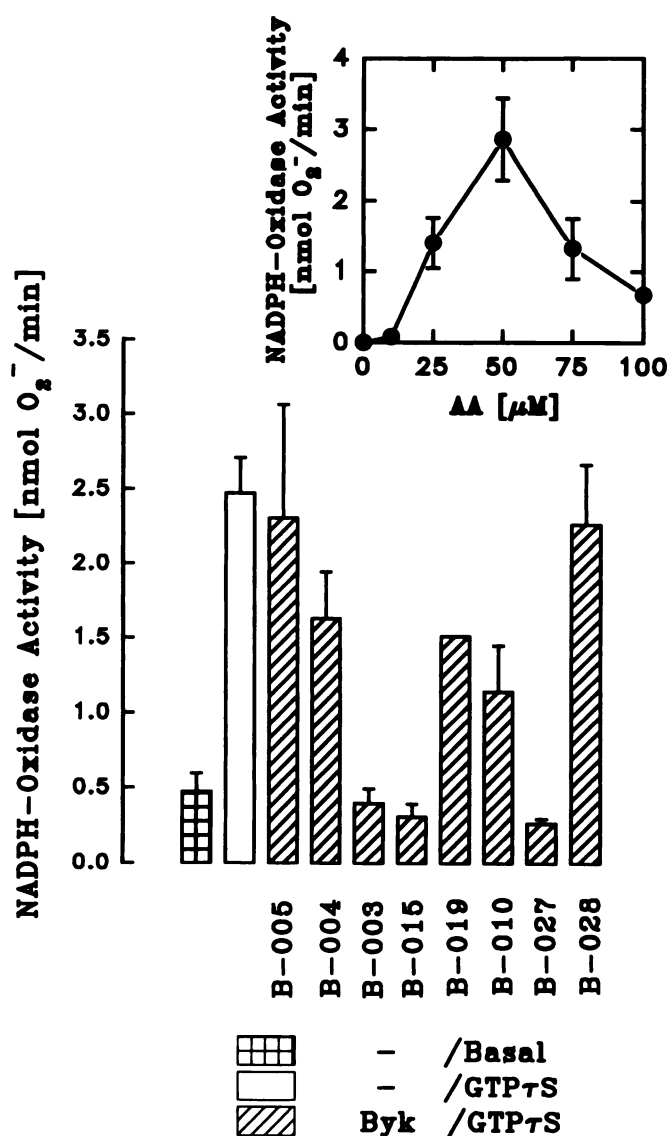 NADPH-Oxidase Activity
[nmol O₂⁻/min]
4
3
2
1
0
0 25 50 75 100
AA [μM]
NADPH-Oxidase Activity [nmol O₂⁻/min]
3.5
3.0
2.5
2.0
1.5
1.0
0.5
0.0
B-005 B-004 B-003 B-015 B-019 B-010 B-027 B-028
- /Basal
- /GTPτS
Byk /GTPτS